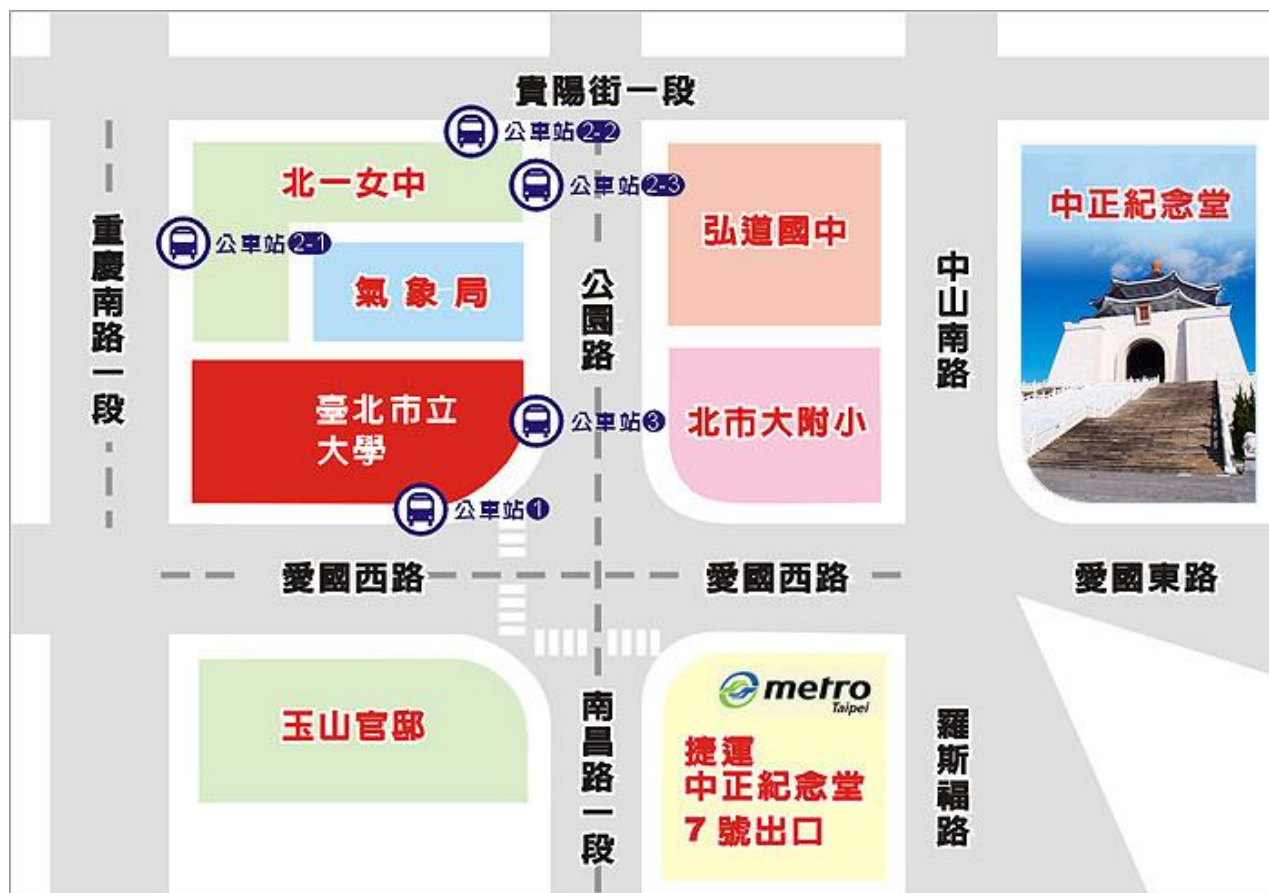 貴陽街一段
公車站2-2
北一女中
公車站2-3
公車站2-1
弘道國中
中正紀念堂
重慶南路一段
氣象局
公園路
中山南路
臺北市立
大學
公車站3
北市大附小
公車站1
愛國西路
愛國西路
愛國東路
玉山官邸
南昌路一段
metro
Taipei
捷運
中正紀念堂
7號出口
羅斯福路